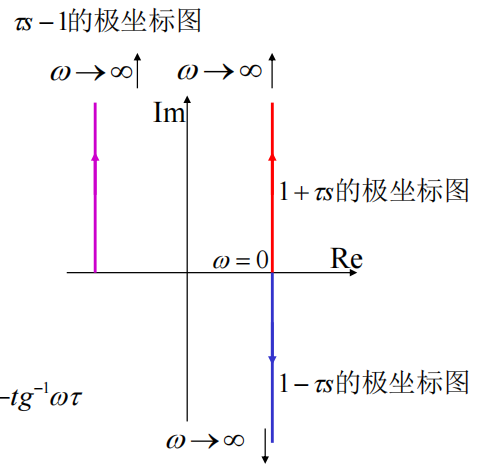 τs−1的极坐标图
ω→∞ ω→∞
Im
1+τs的极坐标图
ω=0 Re
1−τs的极坐标图
−tg⁻¹ωτ
ω→∞